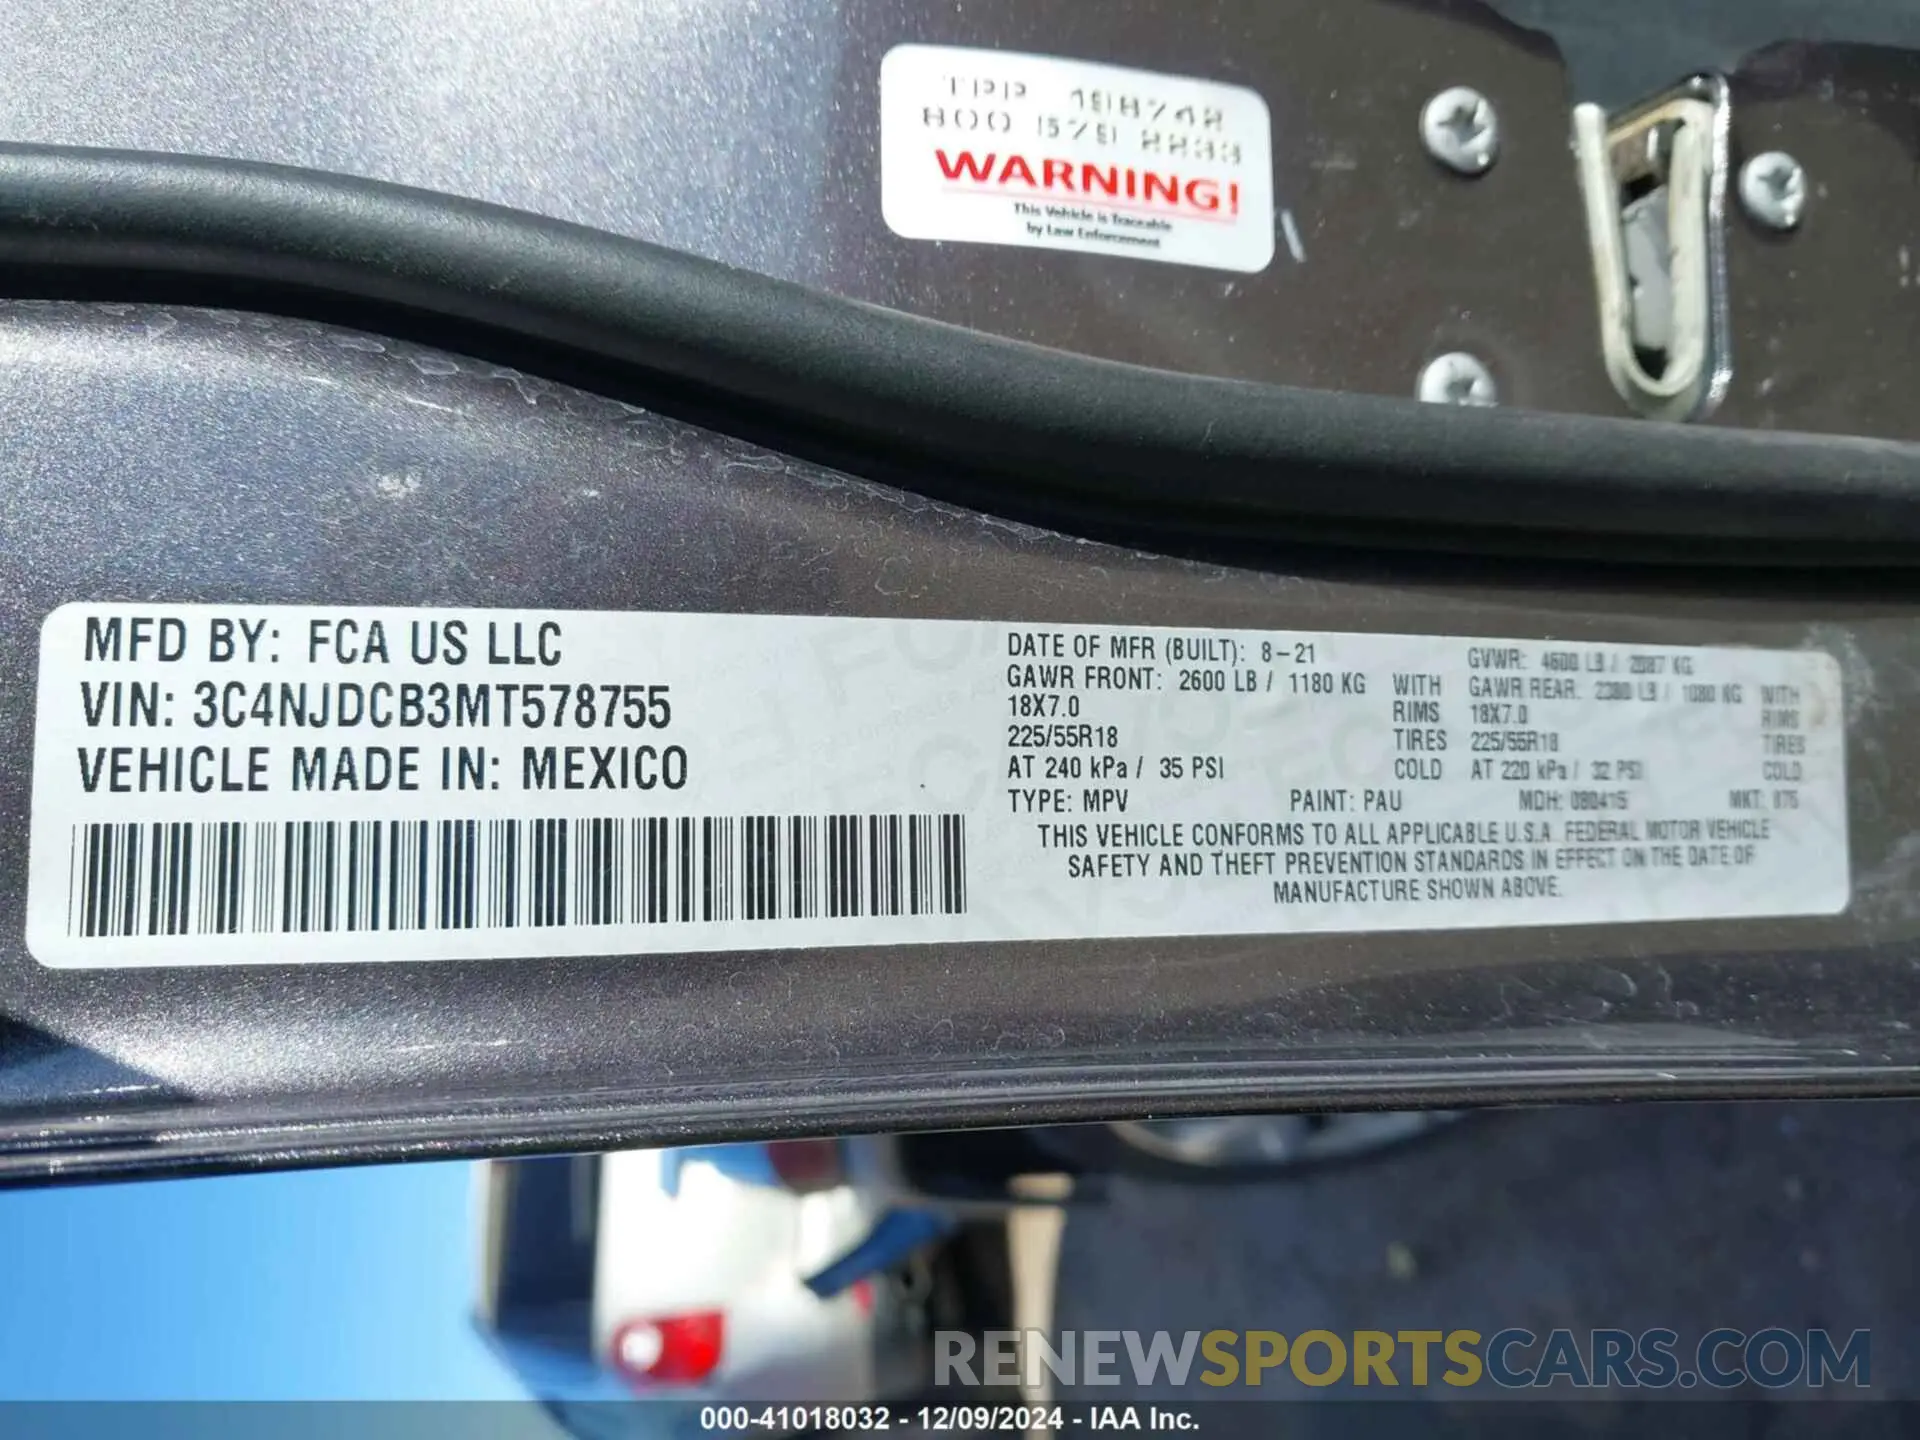 TPP 498742
800 (575) 2233
WARNING!
This Vehicle is Traceable
by Law Enforcement
MFD BY: FCA US LLC
VIN: 3C4NJDCB3MT578755
VEHICLE MADE IN: MEXICO
DATE OF MFR (BUILT): 8-21 GVWR: 4600 LB / 2087 KG
GAWR FRONT: 2600 LB / 1180 KG WITH GAWR REAR: 2380 LB / 1080 KG WITH
18X7.0 RIMS 18X7.0 RIMS
225/55R18 TIRES 225/55R18 TIRES
AT 240 kPa / 35 PSI COLD AT 220 kPa / 32 PSI COLD
TYPE: MPV PAINT: PAU MDH: 080415 MKT:
THIS VEHICLE CONFORMS TO ALL APPLICABLE U.S.A. FEDERAL MOTOR VEHICLE
SAFETY AND THEFT PREVENTION STANDARDS IN EFFECT ON THE DATE OF
MANUFACTURE SHOWN ABOVE.
RENEWSPORTSCARS.COM
000-41018032 - 12/09/2024 - IAA Inc.